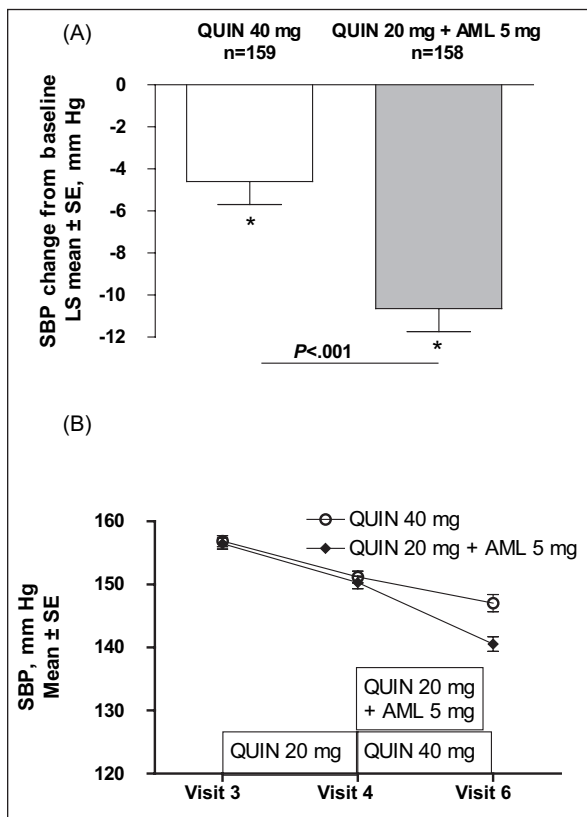 (A)
QUIN 40 mg
n=159
QUIN 20 mg + AML 5 mg
n=158
SBP change from baseline
LS mean ± SE, mm Hg
0
-2
-4
-6
-8
-10
-12
*
*
P<.001
(B)
SBP, mm Hg
Mean ± SE
160
150
140
130
120
QUIN 40 mg
QUIN 20 mg + AML 5 mg
QUIN 20 mg
+ AML 5 mg
QUIN 20 mg
QUIN 40 mg
Visit 3
Visit 4
Visit 6